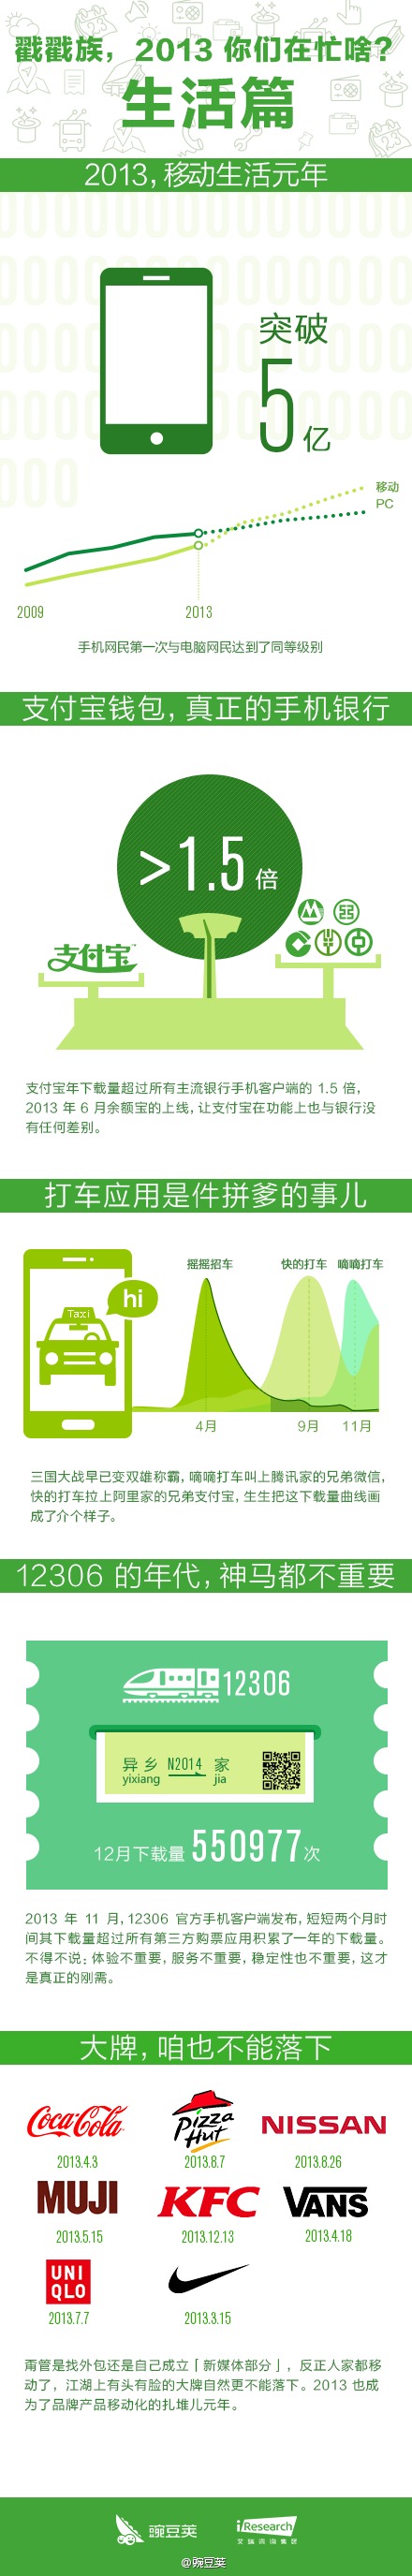 戳戳族，2013 你们在忙啥？
生活篇
2013，移动生活元年
突破
5亿
移动
PC
2009
2013
手机网民第一次与电脑网民达到了同等级别
支付宝钱包，真正的手机银行
>1.5 倍
支付宝™
支付宝年下载量超过所有主流银行手机客户端的 1.5 倍，
2013 年 6 月余额宝的上线，让支付宝在功能上也与银行没
有任何差别。
打车应用是件拼爹的事儿
摇摇招车 快的打车 嘀嘀打车
hi
Taxi
4月 9月 11月
三国大战早已变双雄称霸，嘀嘀打车叫上腾讯家的兄弟微信，
快的打车拉上阿里家的兄弟支付宝，生生把这下载量曲线画
成了介个样子。
12306 的年代，神马都不重要
12306
异乡 N2014 家
yixiang jia
12月下载量 550977次
2013 年 11 月，12306 官方手机客户端发布，短短两个月时
间其下载量超过所有第三方购票应用积累了一年的下载量。
不得不说：体验不重要，服务不重要，稳定性也不重要，这才
是真正的刚需。
大牌，咱也不能落下
Coca-Cola Pizza Hut NISSAN
2013.4.3 2013.8.7 2013.8.26
MUJI KFC VANS
2013.5.15 2013.12.13 2013.4.18
UNI
QLO
2013.7.7 2013.3.15
甭管是找外包还是自己成立「新媒体部分」，反正人家都移
动了，江湖上有头有脸的大牌自然更不能落下。2013 也成
为了品牌产品移动化的扎堆儿元年。
豌豆荚 iResearch
艾瑞咨询集团
@豌豆荚